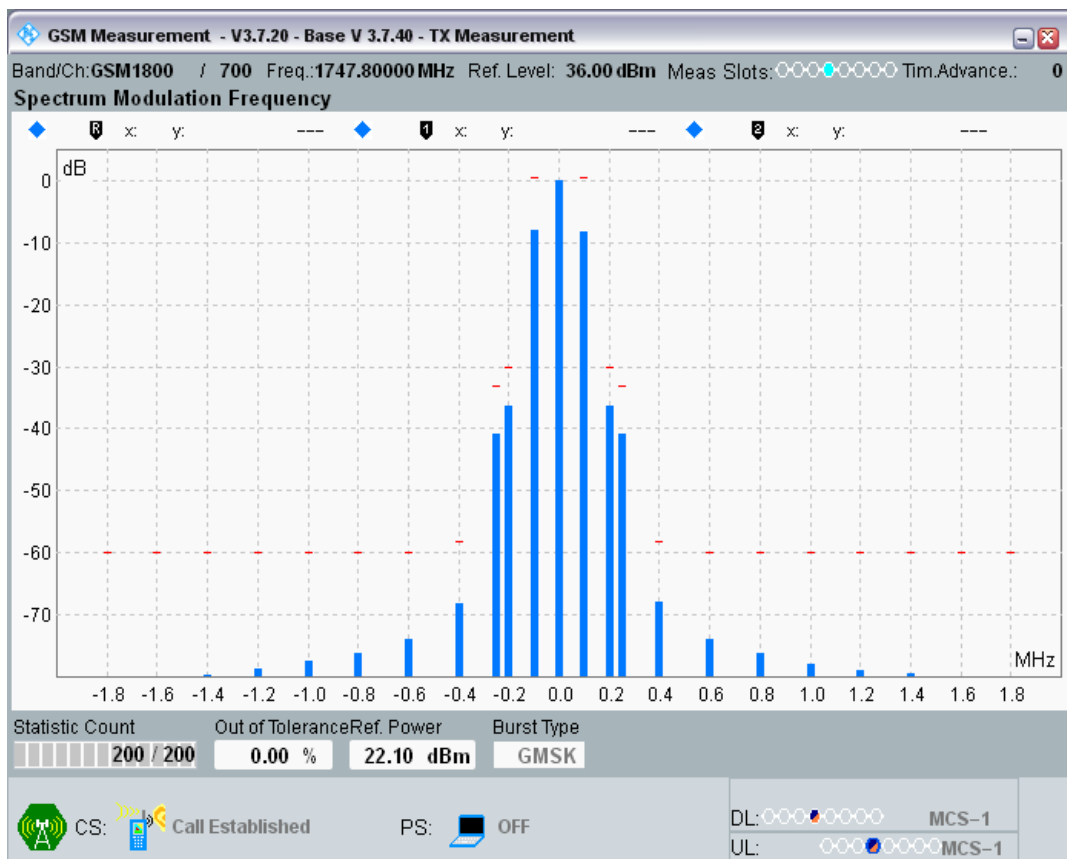 GSM Measurement - V3.7.20 - Base V 3.7.40 - TX Measurement
Band/Ch:GSM1800 / 700 Freq.:1747.80000 MHz Ref. Level: 36.00 dBm Meas Slots: Tim.Advance.: 0
Spectrum Modulation Frequency
R x: y: --- 1 x: y: --- 2 x: y: ---
dB
0
-10
-20
-30
-40
-50
-60
-70
MHz
-1.8 -1.6 -1.4 -1.2 -1.0 -0.8 -0.6 -0.4 -0.2 0.0 0.2 0.4 0.6 0.8 1.0 1.2 1.4 1.6 1.8
Statistic Count Out of Tolerance Ref. Power Burst Type
200 / 200 0.00 % 22.10 dBm GMSK
CS: Call Established PS: OFF
DL: MCS-1
UL: MCS-1